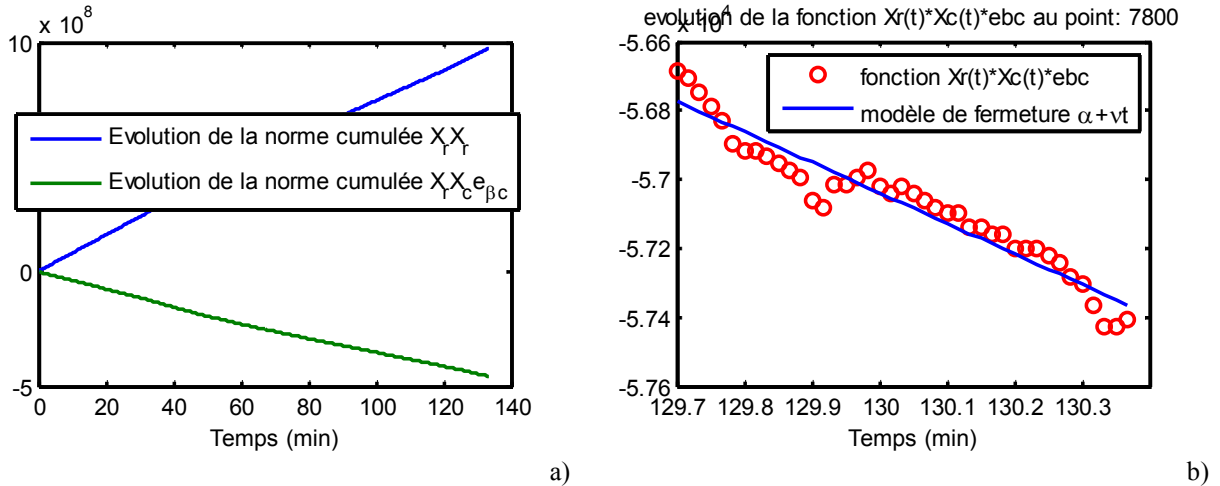 x 10^8
10
0
-5
0 20 40 60 80 100 120 140
Temps (min)
Evolution de la norme cumulée X_rX_r
Evolution de la norme cumulée X_rX_ce_βc
a)
evolution de la fonction Xr(t)*Xc(t)*ebc au point: 7800
x 10^4
-5.66
-5.68
-5.7
-5.72
-5.74
-5.76
129.7 129.8 129.9 130 130.1 130.2 130.3
Temps (min)
fonction Xr(t)*Xc(t)*ebc
modèle de fermeture α+νt
b)